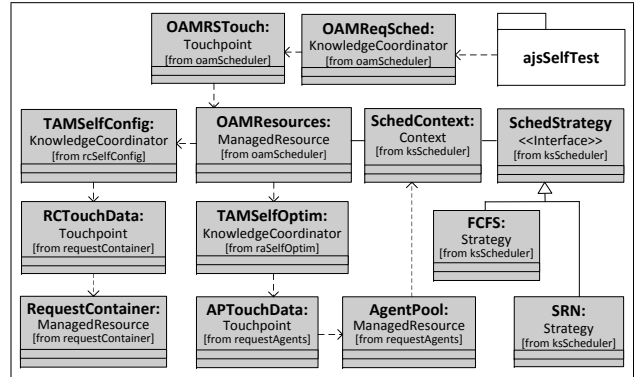 OAMRSTouch:
Touchpoint
[from oamScheduler]
OAMReqSched:
KnowledgeCoordinator
[from oamScheduler]
ajsSelfTest
TAMSelfConfig:
KnowledgeCoordinator
[from rcSelfConfig]
OAMResources:
ManagedResource
[from oamScheduler]
SchedContext:
Context
[from ksScheduler]
SchedStrategy
<<Interface>>
[from ksScheduler]
RCTouchData:
Touchpoint
[from requestContainer]
TAMSelfOptim:
KnowledgeCoordinator
[from raSelfOptim]
FCFS:
Strategy
[from ksScheduler]
RequestContainer:
ManagedResource
[from requestContainer]
APTouchData:
Touchpoint
[from requestAgents]
AgentPool:
ManagedResource
[from requestAgents]
SRN:
Strategy
[from ksScheduler]